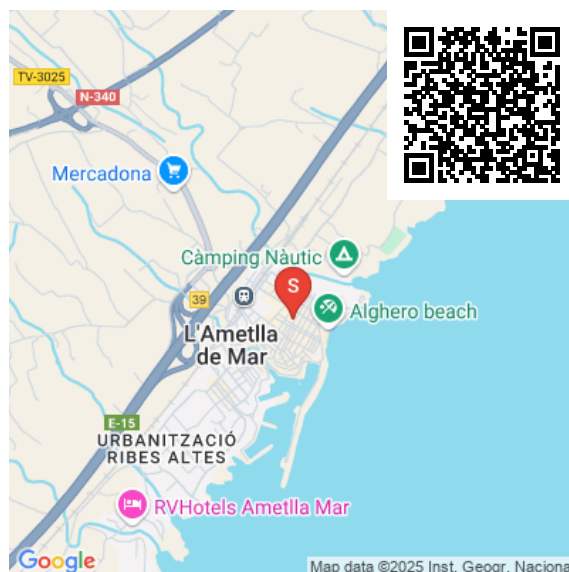 TV-3025
N-340
Mercadona
Càmping Nàutic
S
39
Alghero beach
L'Ametlla
de Mar
E-15
URBANITZACIÓ
RIBES ALTES
RVHotels Ametlla Mar
Google
Map data ©2025 Inst. Geogr. Naciona